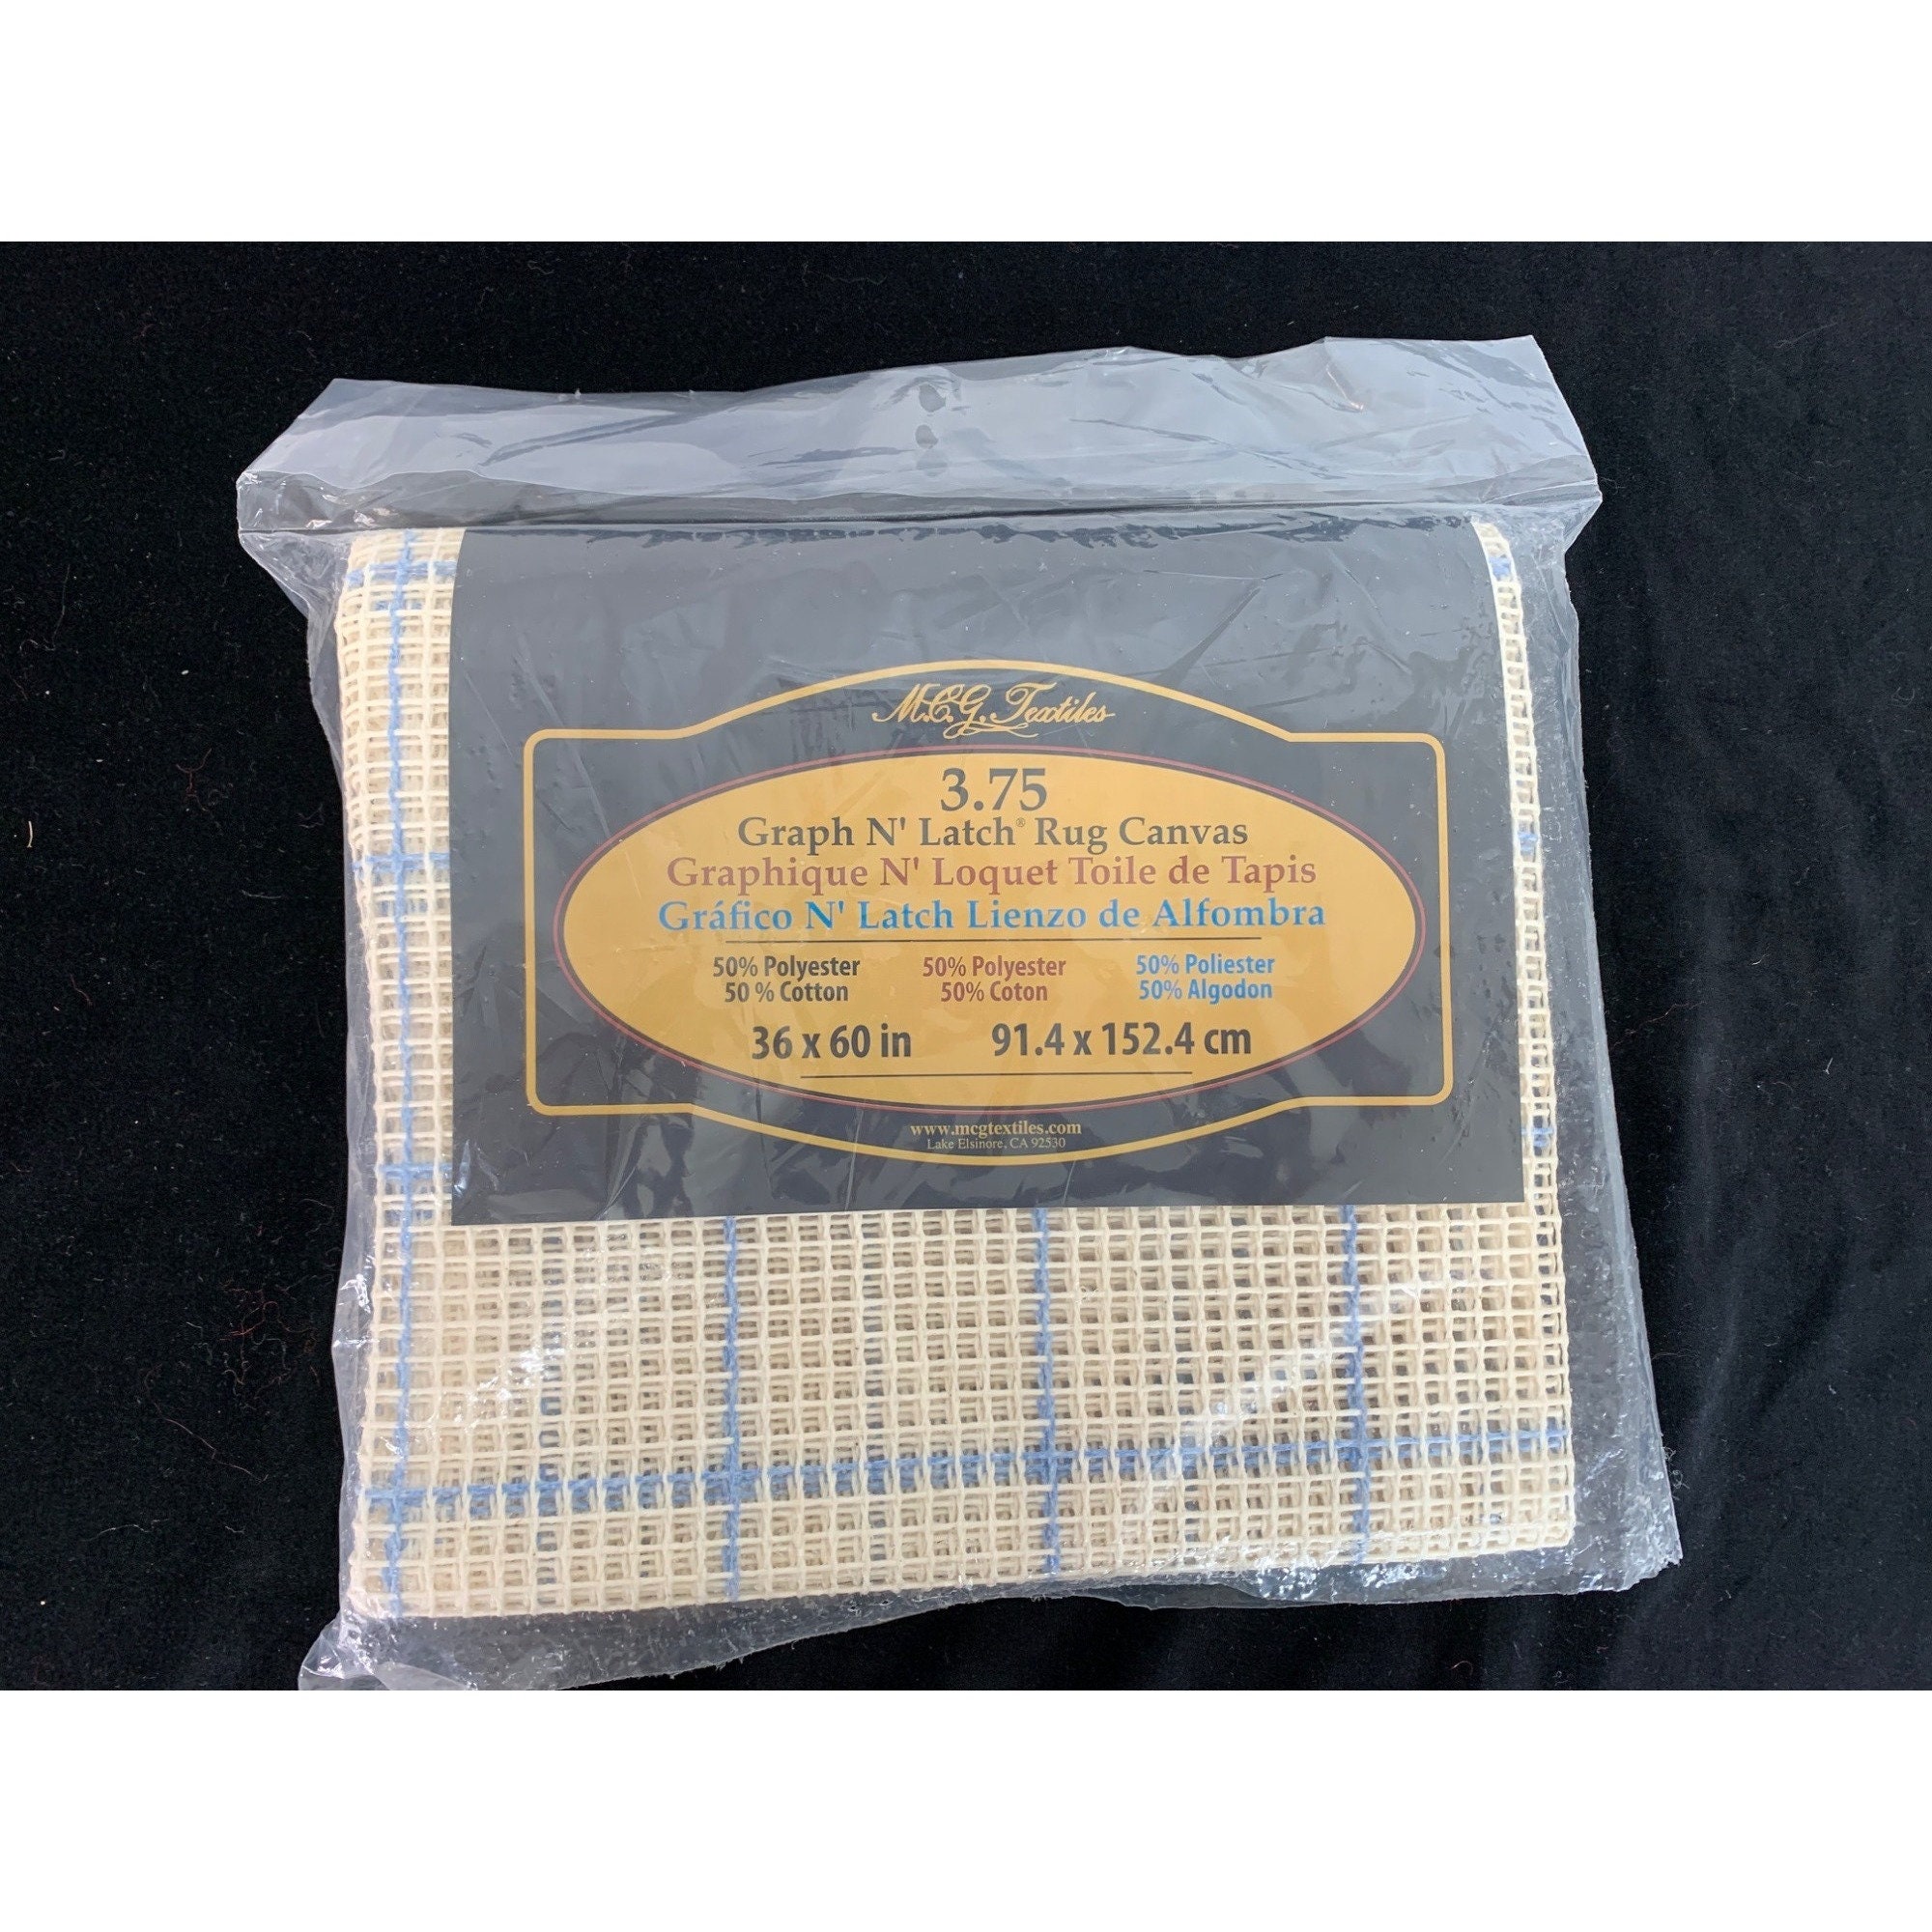 M.C.G. Textiles
3.75
Graph N' Latch® Rug Canvas
Graphique N' Loquet Toile de Tapis
Gráfico N' Latch Lienzo de Alfombra
50% Polyester 50% Polyester 50% Poliester
50 % Cotton 50% Coton 50% Algodon
36 x 60 in 91.4 x 152.4 cm
www.mcgtextiles.com
Lake Elsinore, CA 92530